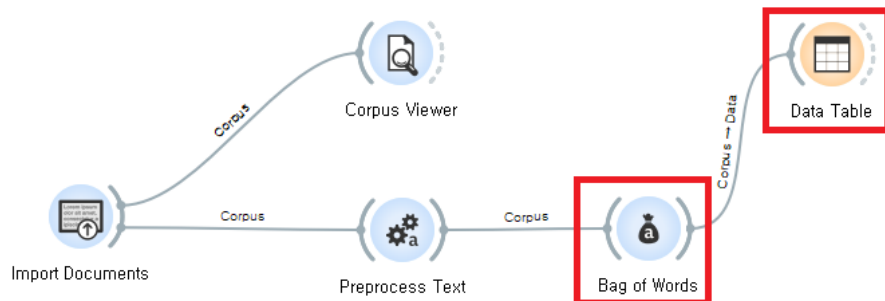 Corpus Viewer
Data Table
Corpus
Corpus → Data
Import Documents
Corpus
Preprocess Text
Corpus
Bag of Words